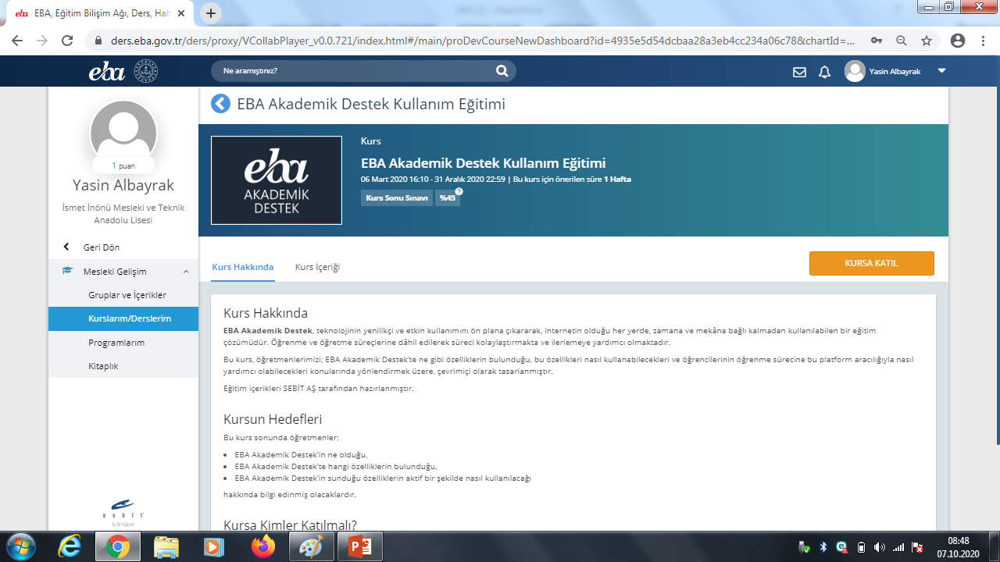 eba EBA, Eğitim Bilişim Ağı, Ders, Hab
ders.eba.gov.tr/ders/proxy/VCollabPlayer_v0.0.721/index.html#/main/proDevCourseNewDashboard?id=4935e5d54dcbaa28a3eb4cc234a06c78&chartId=...
eba
Ne aramıştınız?
Yasin Albayrak
1 puan
Yasin Albayrak
İsmet İnönü Mesleki ve Teknik
Anadolu Lisesi
Geri Dön
Mesleki Gelişim
Gruplar ve İçerikler
Kurslarım/Derslerim
Programlarım
Kitaplık
sebit
iş birliğiyle
EBA Akademik Destek Kullanım Eğitimi
eba
AKADEMİK
DESTEK
Kurs
EBA Akademik Destek Kullanım Eğitimi
06 Mart 2020 16:10 - 31 Aralık 2020 22:59 | Bu kurs için önerilen süre 1 Hafta
Kurs Sonu Sınavı %45 ?
Kurs Hakkında Kurs İçeriği
KURSA KATIL
Kurs Hakkında
EBA Akademik Destek, teknolojinin yenilikçi ve etkin kullanımını ön plana çıkararak, internetin olduğu her yerde, zamana ve mekâna bağlı kalmadan kullanılabilen bir eğitim
çözümüdür. Öğrenme ve öğretme süreçlerine dâhil edilerek süreci kolaylaştırmakta ve ilerlemeye yardımcı olmaktadır.
Bu kurs, öğretmenlerimizi; EBA Akademik Destek'te ne gibi özelliklerin bulunduğu, bu özellikleri nasıl kullanabilecekleri ve öğrencilerinin öğrenme sürecine bu platform aracılığıyla nasıl
yardımcı olabilecekleri konularında yönlendirmek üzere, çevrimiçi olarak tasarlanmıştır.
Eğitim içerikleri SEBİT AŞ tarafından hazırlanmıştır.
Kursun Hedefleri
Bu kurs sonunda öğretmenler;
• EBA Akademik Destek'in ne olduğu,
• EBA Akademik Destek'te hangi özelliklerin bulunduğu,
• EBA Akademik Destek'in sunduğu özelliklerin aktif bir şekilde nasıl kullanılacağı
hakkında bilgi edinmiş olacaklardır.
Kursa Kimler Katılmalı?
08:48
07.10.2020